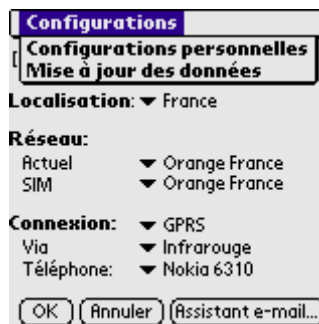 Configurations
Configurations personnelles
Mise à jour des données
Localisation: France
Réseau:
Actuel Orange France
SIM Orange France
Connexion: GPRS
Via Infrarouge
Téléphone: Nokia 6310
OK Annuler Assistant e-mail...